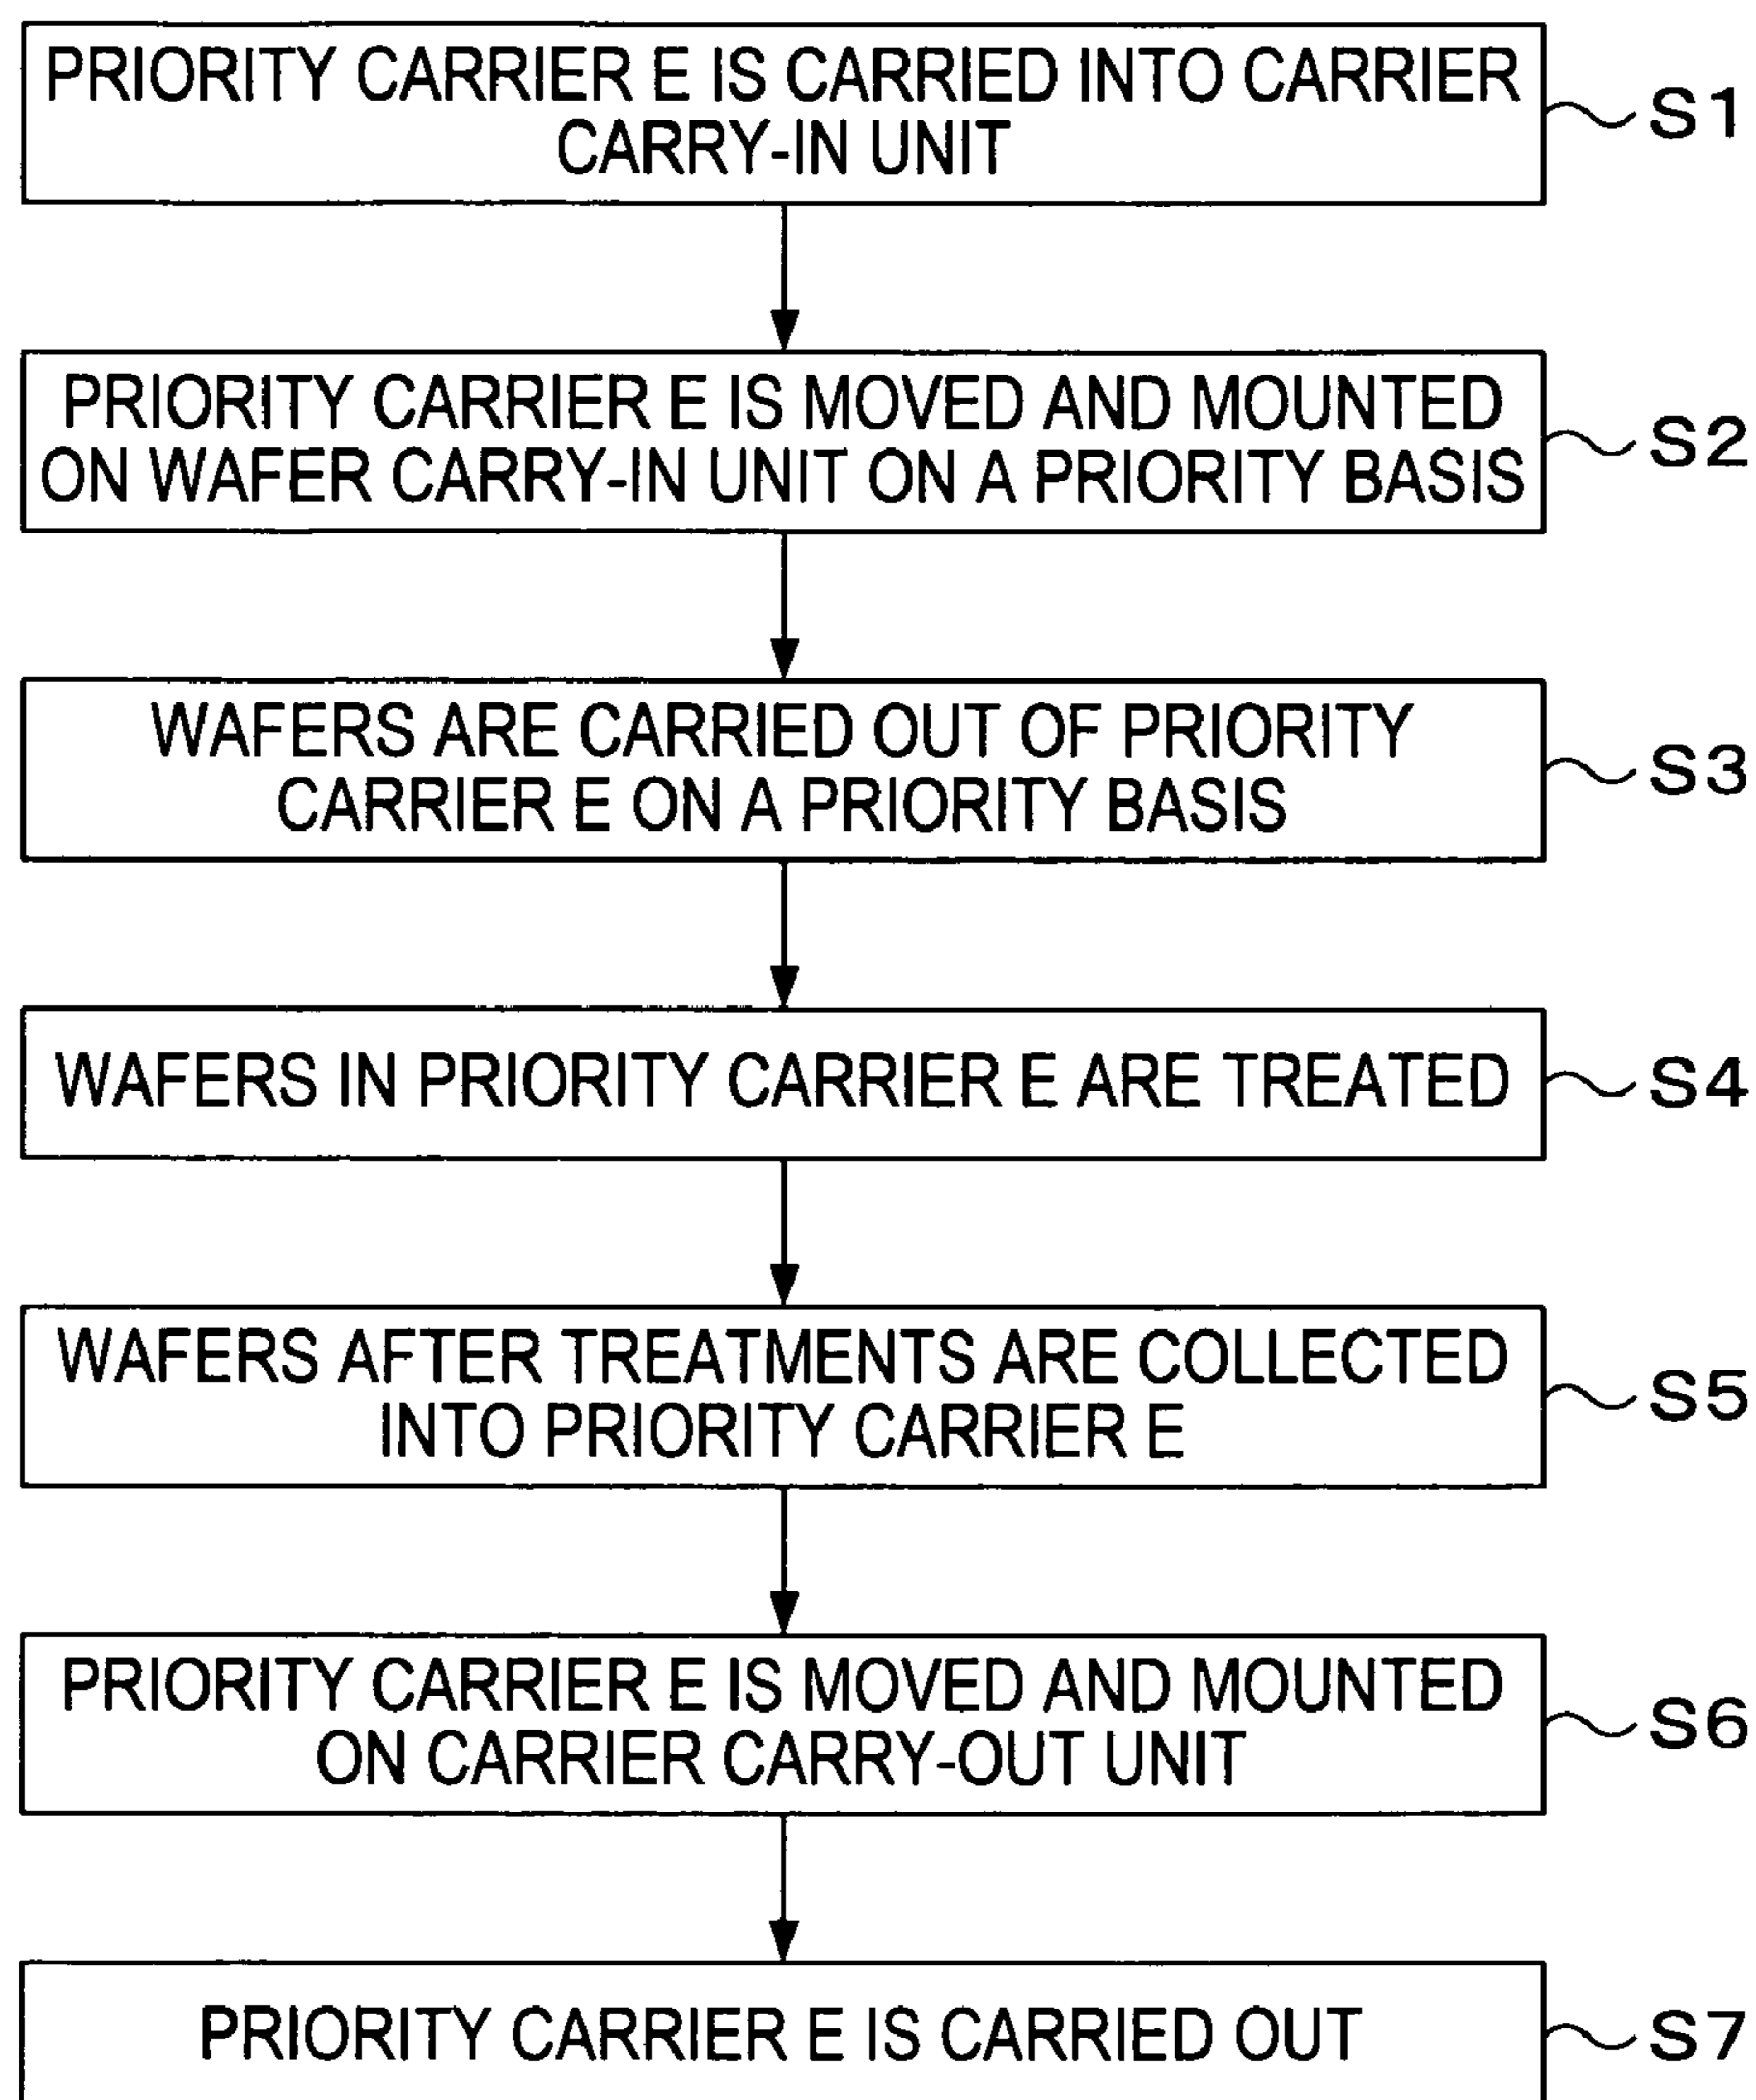 PRIORITY CARRIER E IS CARRIED INTO CARRIER
CARRY-IN UNIT
S1
PRIORITY CARRIER E IS MOVED AND MOUNTED
ON WAFER CARRY-IN UNIT ON A PRIORITY BASIS
S2
WAFERS ARE CARRIED OUT OF PRIORITY
CARRIER E ON A PRIORITY BASIS
S3
WAFERS IN PRIORITY CARRIER E ARE TREATED
S4
WAFERS AFTER TREATMENTS ARE COLLECTED
INTO PRIORITY CARRIER E
S5
PRIORITY CARRIER E IS MOVED AND MOUNTED
ON CARRIER CARRY-OUT UNIT
S6
PRIORITY CARRIER E IS CARRIED OUT
S7